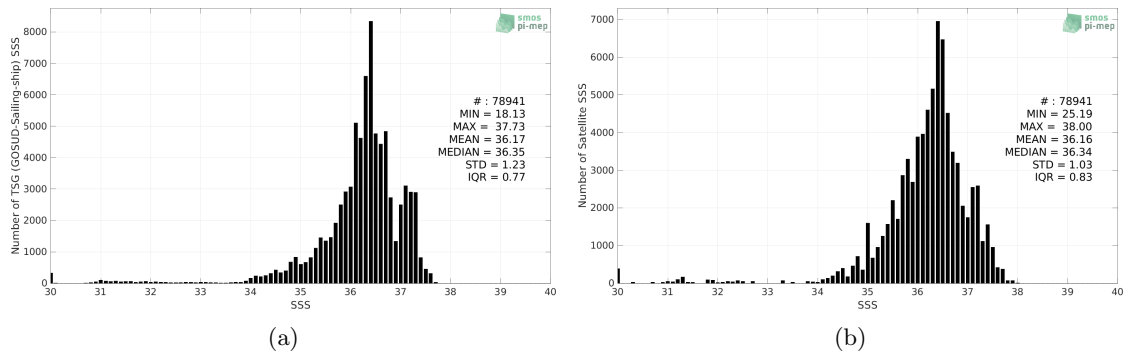 smos
pi-mep
8000
7000
6000
5000
4000
3000
2000
1000
0
Number of TSG (GOSUD-Sailing-ship) SSS
# : 78941
MIN = 18.13
MAX = 37.73
MEAN = 36.17
MEDIAN = 36.35
STD = 1.23
IQR = 0.77
30 31 32 33 34 35 36 37 38 39 40
SSS
(a)
smos
pi-mep
7000
6000
5000
4000
3000
2000
1000
0
Number of Satellite SSS
# : 78941
MIN = 25.19
MAX = 38.00
MEAN = 36.16
MEDIAN = 36.34
STD = 1.03
IQR = 0.83
30 31 32 33 34 35 36 37 38 39 40
SSS
(b)